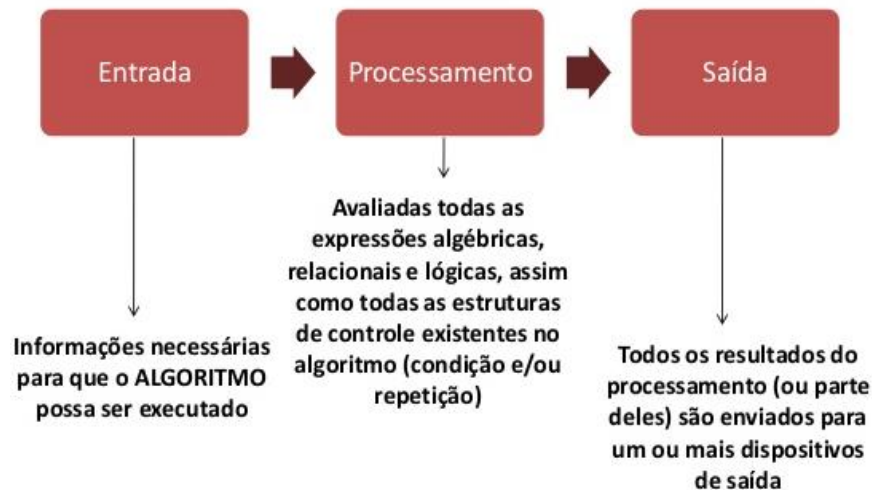 Entrada
Processamento
Saída
Informações necessárias
para que o ALGORITMO
possa ser executado
Avaliadas todas as
expressões algébricas,
relacionais e lógicas, assim
como todas as estruturas
de controle existentes no
algoritmo (condição e/ou
repetição)
Todos os resultados do
processamento (ou parte
deles) são enviados para
um ou mais dispositivos
de saída